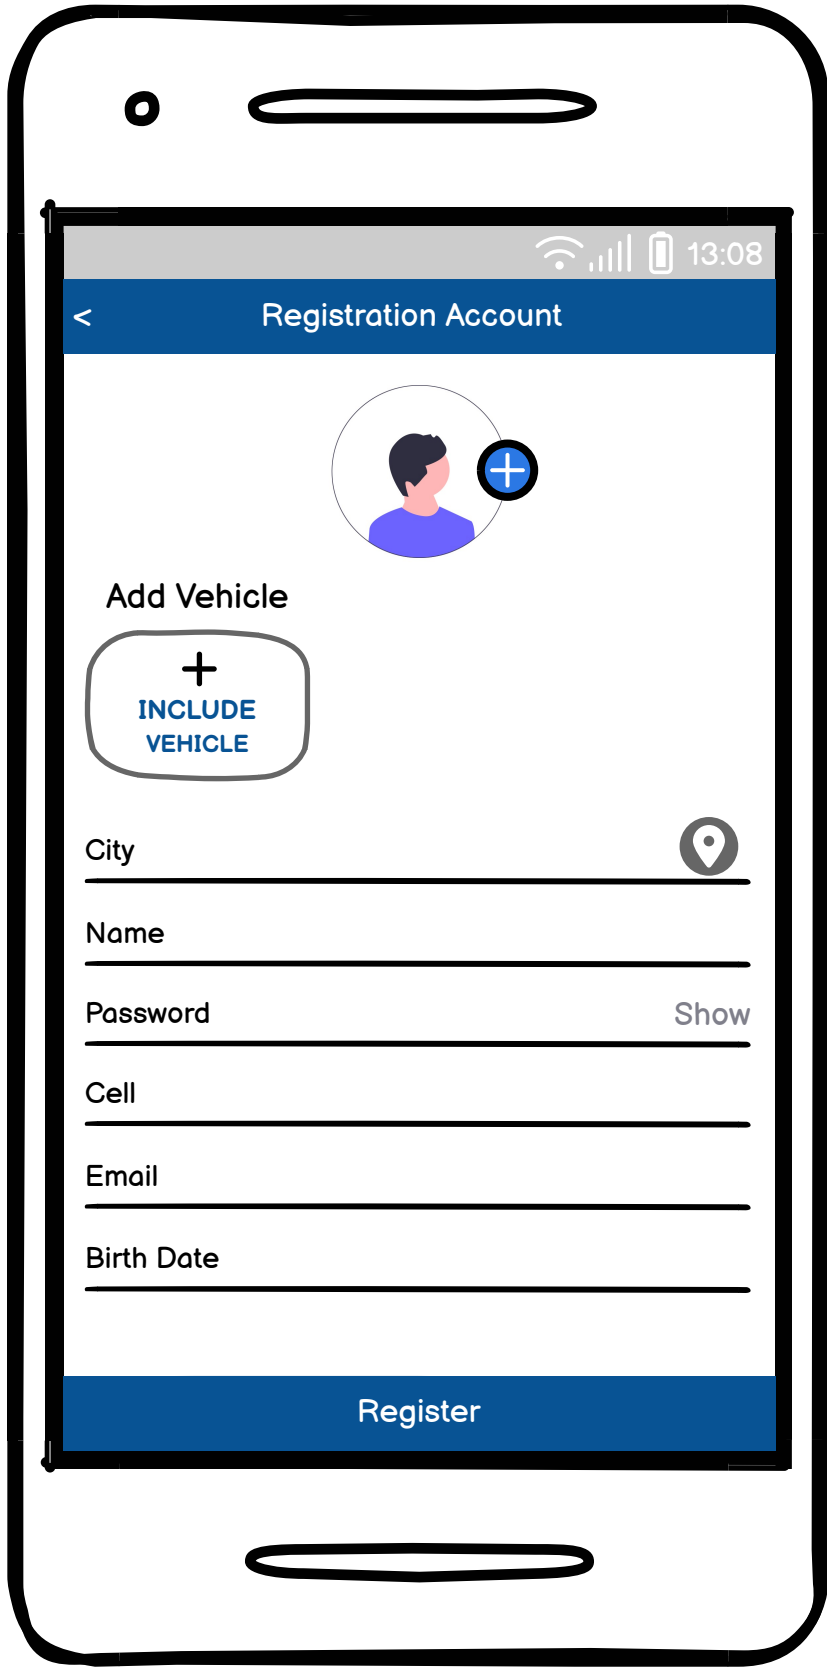 13:08
< Registration Account
Add Vehicle
INCLUDE
VEHICLE
City
Name
Password Show
Cell
Email
Birth Date
Register